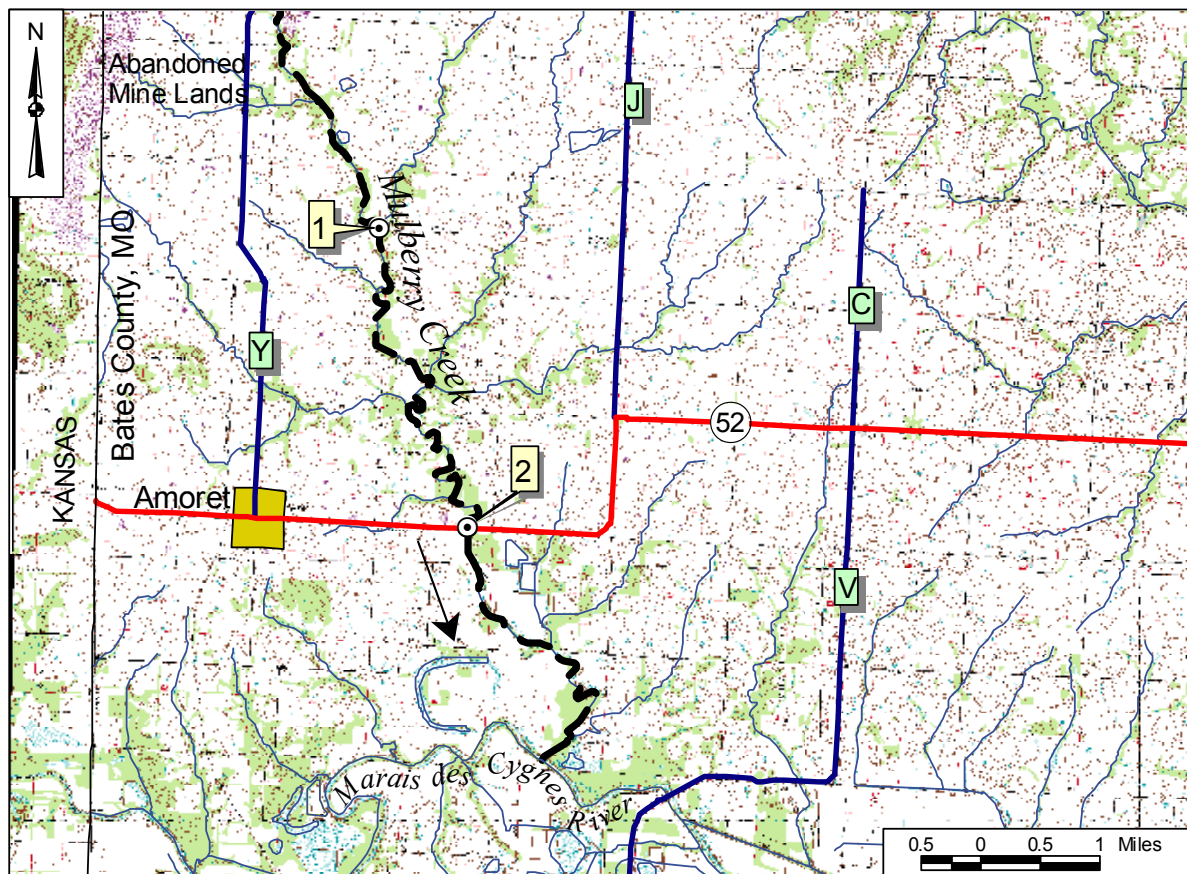 N
Abandoned
Mine Lands
J
Mulberry Creek
1
Bates County, MO
KANSAS
C
Y
52
2
Amoret
V
Marais des Cygnes River
0.5 0 0.5 1 Miles